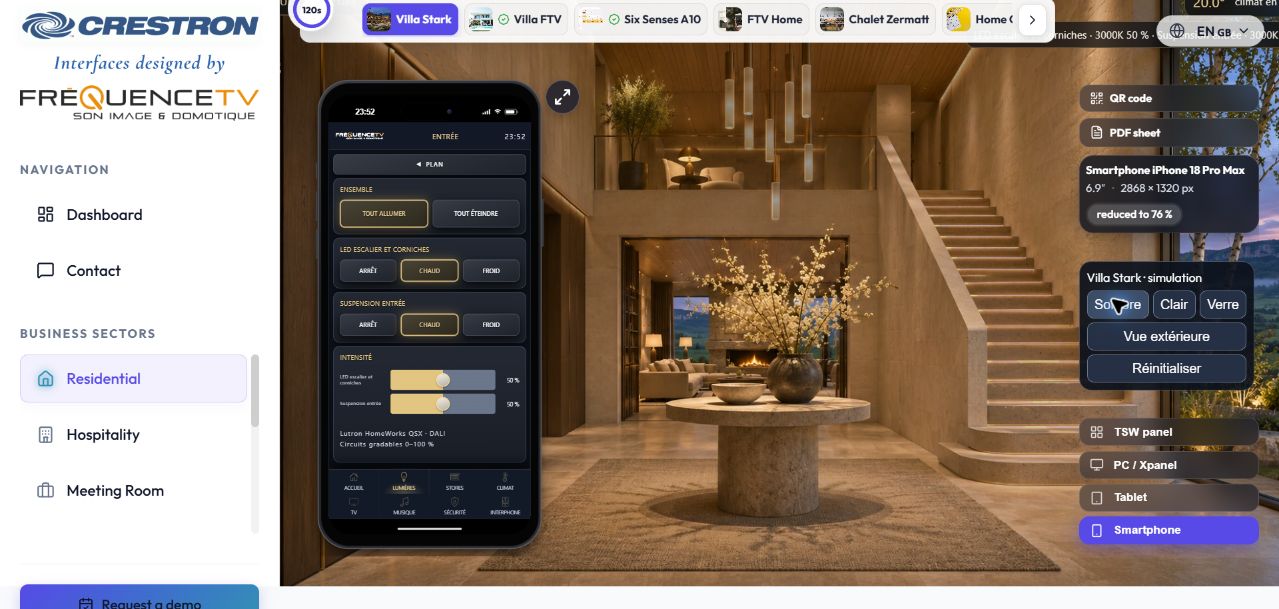 CRESTRON
Interfaces designed by
FRÉQUENCETV
SON IMAGE & DOMOTIQUE
NAVIGATION
Dashboard
Contact
BUSINESS SECTORS
Residential
Hospitality
Meeting Room
Request a demo
120s
Villa Stark
Villa FTV
Six Senses A10
FTV Home
Chalet Zermatt
Home
20.0°
climat en
EN GB
corniches · 3000K 50 %
3000K
23:52
FRÉQUENCETV
ENTRÉE
23:52
◄ PLAN
ENSEMBLE
TOUT ALLUMER
TOUT ÉTEINDRE
LED ESCALIER ET CORNICHES
ARRÊT
CHAUD
FROID
SUSPENSION ENTRÉE
ARRÊT
CHAUD
FROID
INTENSITÉ
LED escalier et
corniches
50 %
Suspension entrée
50 %
Lutron HomeWorks QSX · DALI
Circuits gradables 0–100 %
ACCUEIL
LUMIÈRES
STORES
CLIMAT
TV
MUSIQUE
SÉCURITÉ
INTERPHONE
QR code
PDF sheet
Smartphone iPhone 18 Pro Max
6.9" · 2868 × 1320 px
reduced to 76 %
Villa Stark · simulation
Clair
Verre
Vue extérieure
Réinitialiser
TSW panel
PC / Xpanel
Tablet
Smartphone